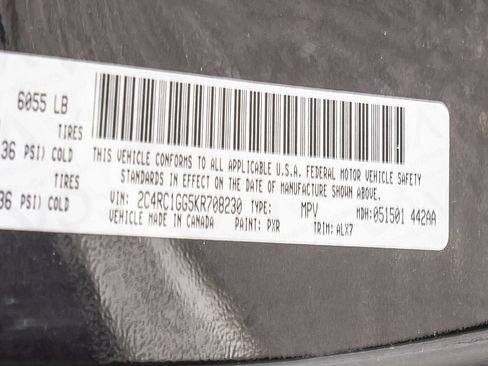 6055 LB
TIRES
36 PSI) COLD
TIRES
36 PSI) COLD
THIS VEHICLE CONFORMS TO ALL APPLICABLE U.S.A. FEDERAL MOTOR VEHICLE SAFETY
STANDARDS IN EFFECT ON THE DATE OF MANUFACTURE SHOWN ABOVE.
VIN: 2C4RC1GG5KR708230 TYPE: MPV MDH:051501 442AA
VEHICLE MADE IN CANADA PAINT: PXR TRIM: ALX7